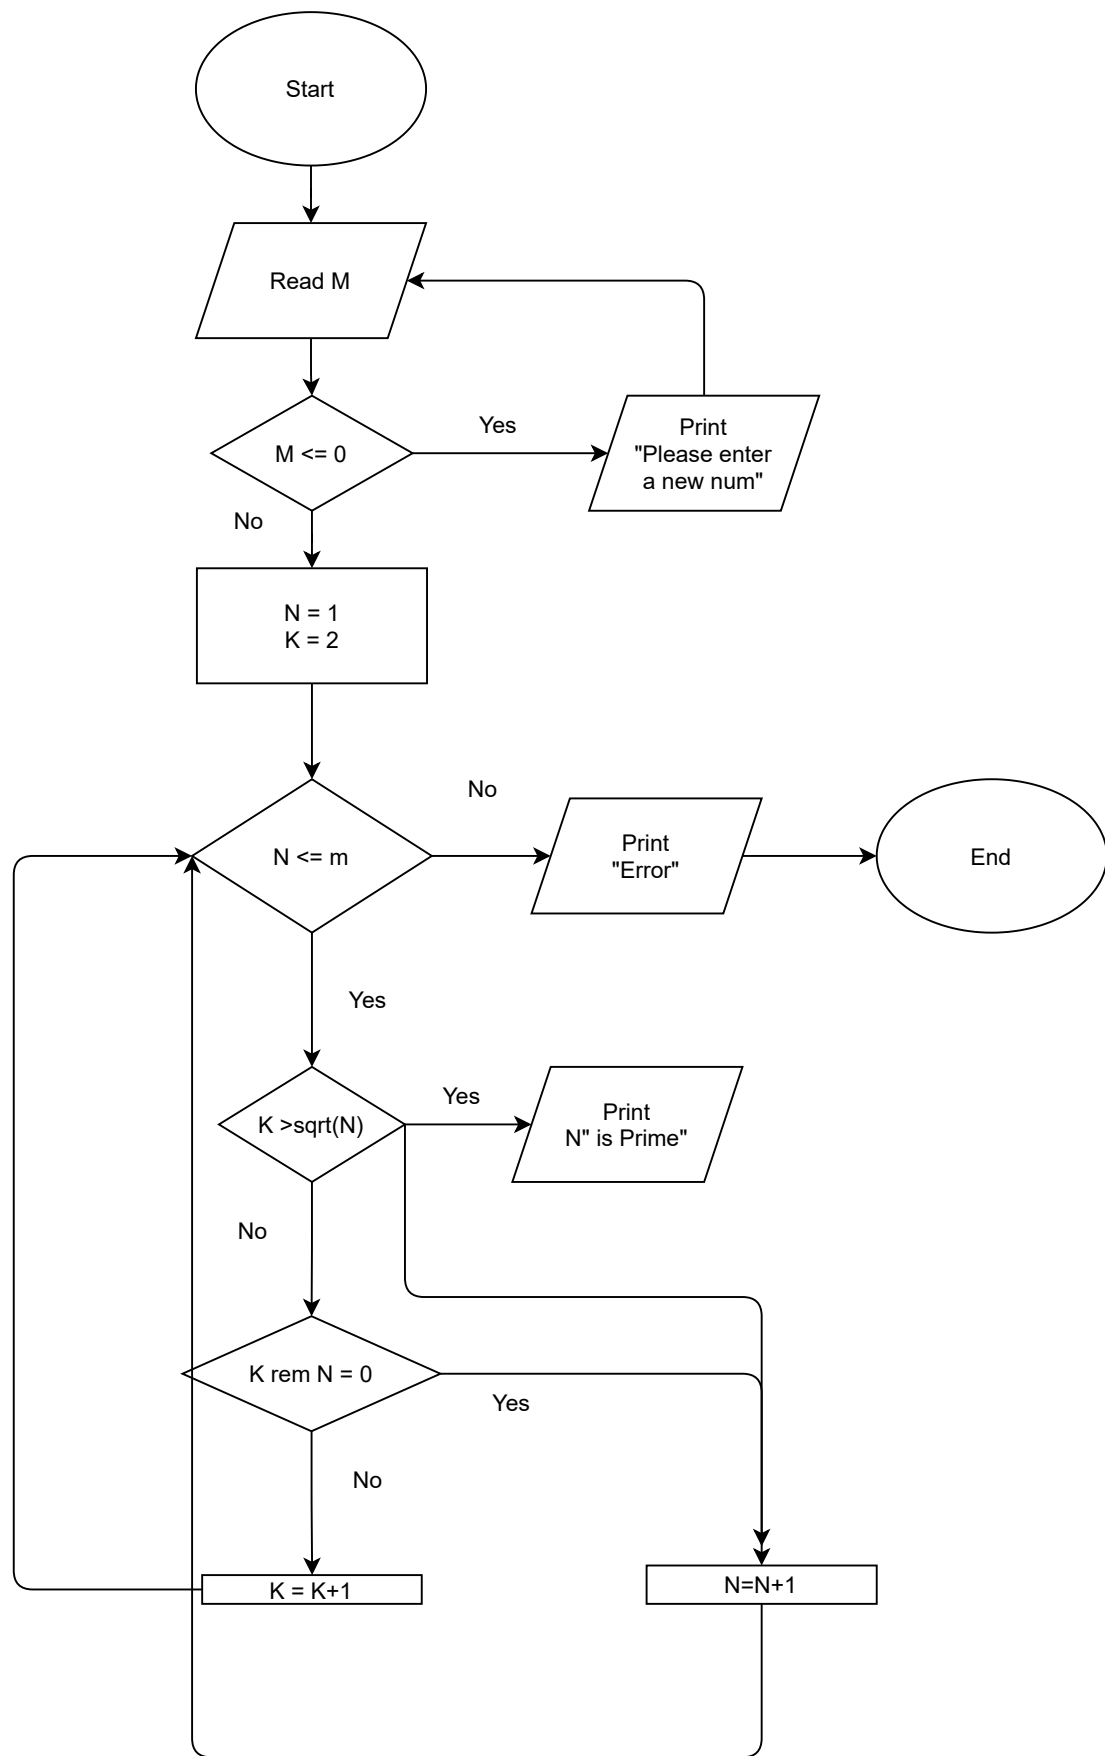 Start
Read M
M <= 0
Yes
Print
"Please enter
a new num"
No
N = 1
K = 2
N <= m
No
Print
"Error"
End
Yes
K >sqrt(N)
Yes
Print
N" is Prime"
No
K rem N = 0
Yes
No
K = K+1
N=N+1